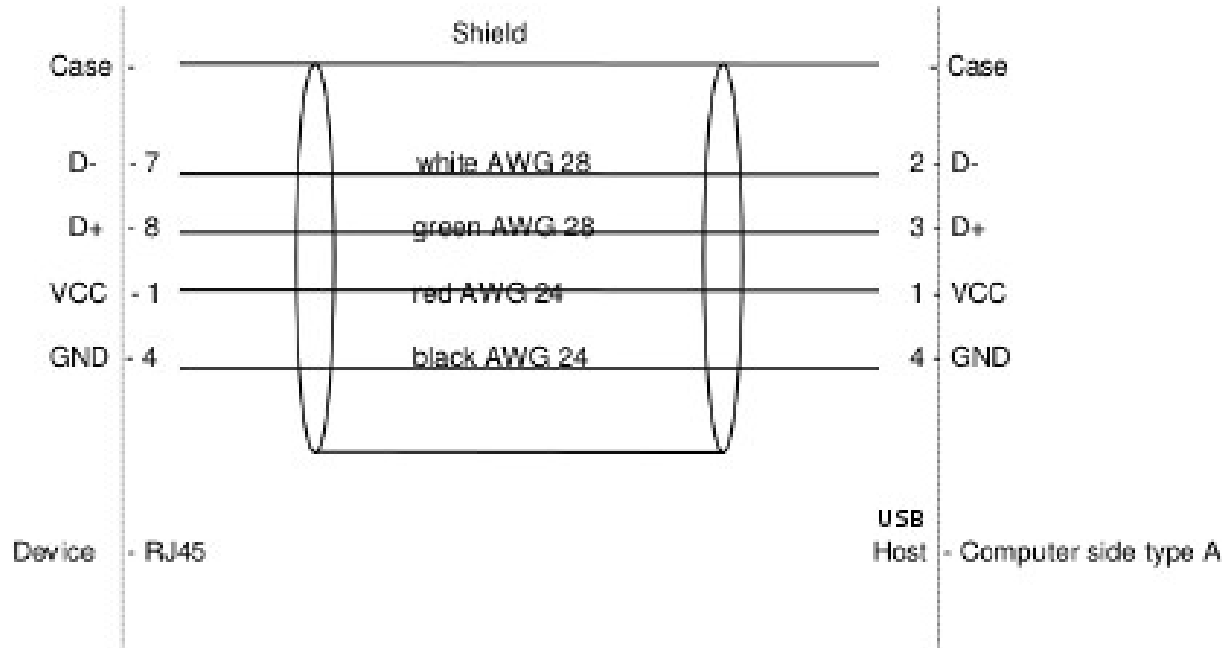 Shield
Case - - Case
D- - 7 white AWG 28 2 - D-
D+ - 8 green AWG 28 3 - D+
VCC - 1 red AWG 24 1 - VCC
GND - 4 black AWG 24 4 - GND
USB
Device - RJ45 Host - Computer side type A